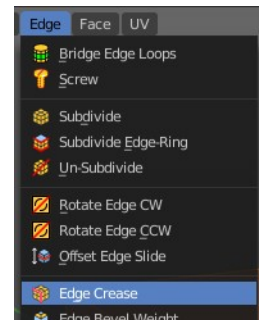 Edge Face UV
Bridge Edge Loops
Screw
Subdivide
Subdivide Edge-Ring
Un-Subdivide
Rotate Edge CW
Rotate Edge CCW
Offset Edge Slide
Edge Crease
Edge Bevel Weight